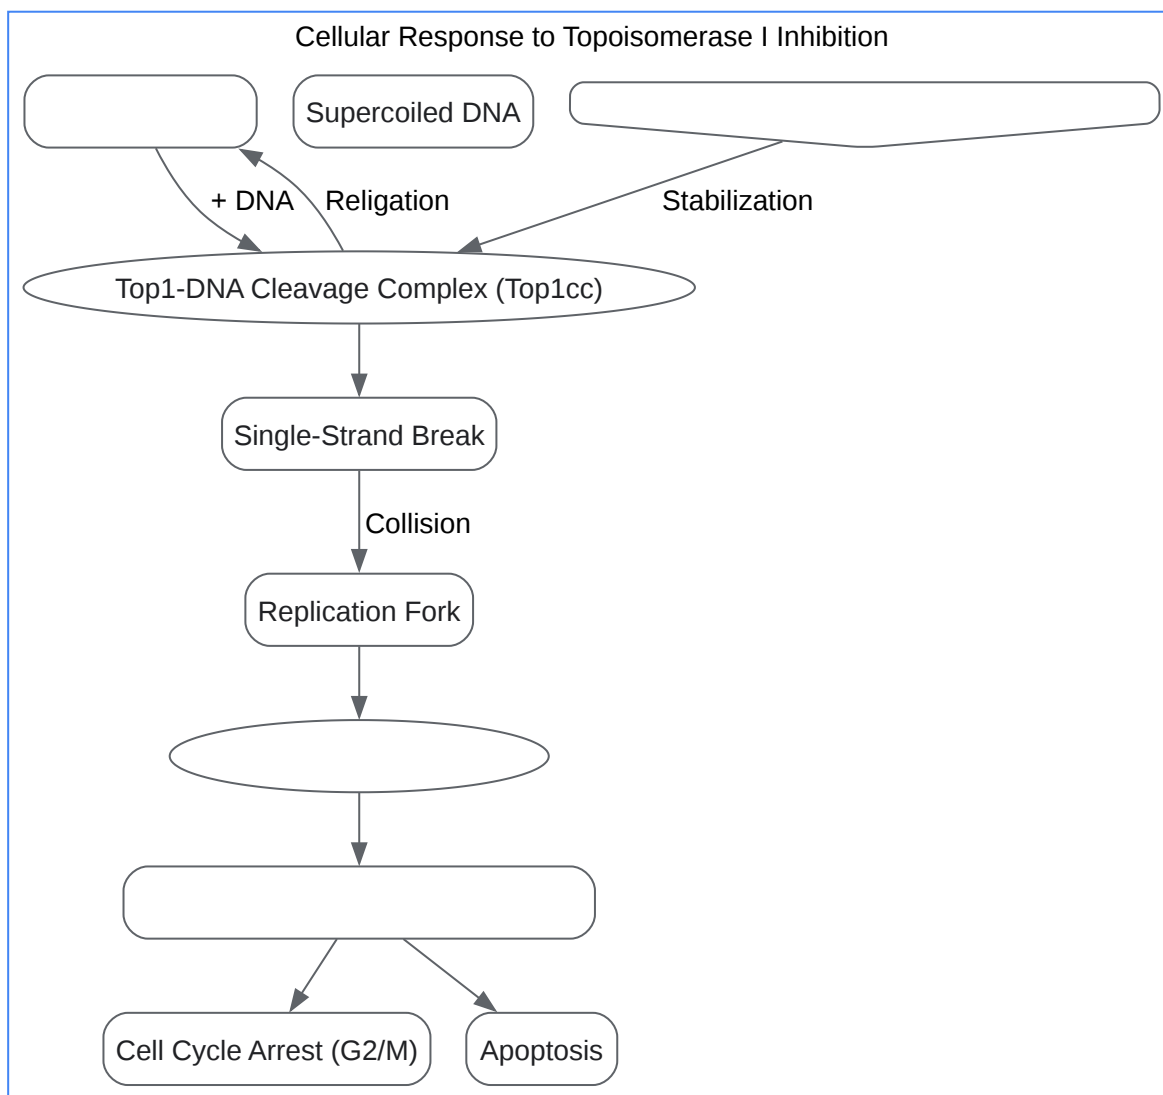 Cellular Response to Topoisomerase I Inhibition
Supercoiled DNA
+ DNA
Religation
Stabilization
Top1-DNA Cleavage Complex (Top1cc)
Single-Strand Break
Collision
Replication Fork
Cell Cycle Arrest (G2/M)
Apoptosis